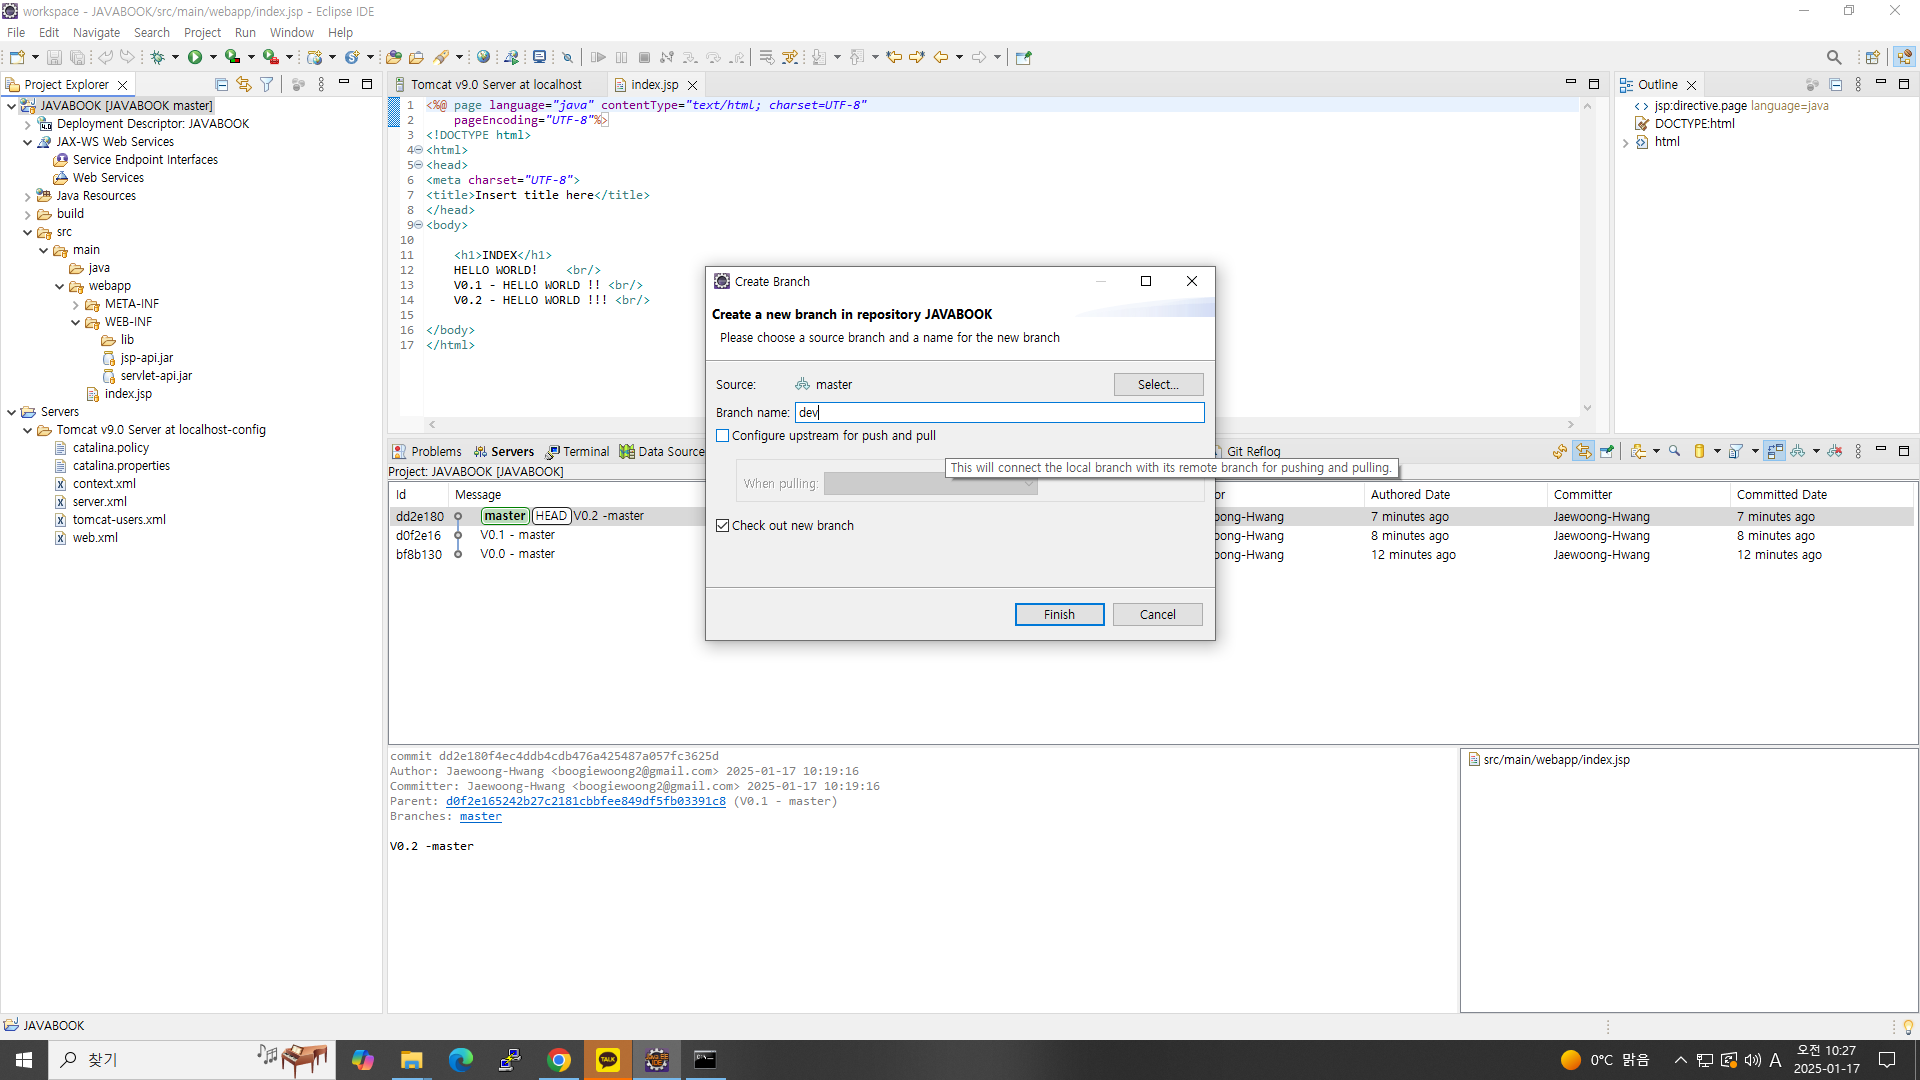 workspace - JAVABOOK/src/main/webapp/index.jsp - Eclipse IDE
File Edit Navigate Search Project Run Window Help
Project Explorer
JAVABOOK [JAVABOOK master]
Deployment Descriptor: JAVABOOK
JAX-WS Web Services
Service Endpoint Interfaces
Web Services
Java Resources
build
src
main
java
webapp
META-INF
WEB-INF
lib
jsp-api.jar
servlet-api.jar
index.jsp
Servers
Tomcat v9.0 Server at localhost-config
catalina.policy
catalina.properties
context.xml
server.xml
tomcat-users.xml
web.xml
Tomcat v9.0 Server at localhost
index.jsp
1 <%@ page language="java" contentType="text/html; charset=UTF-8"
2 pageEncoding="UTF-8"%>
3 <!DOCTYPE html>
4 <html>
5 <head>
6 <meta charset="UTF-8">
7 <title>Insert title here</title>
8 </head>
9 <body>
10
11 <h1>INDEX</h1>
12 HELLO WORLD! <br/>
13 V0.1 - HELLO WORLD !! <br/>
14 V0.2 - HELLO WORLD !!! <br/>
15
16 </body>
17 </html>
Outline
jsp:directive.page language=java
DOCTYPE:html
html
Create Branch
Create a new branch in repository JAVABOOK
Please choose a source branch and a name for the new branch
Source: master Select...
Branch name: dev
Configure upstream for push and pull
This will connect the local branch with its remote branch for pushing and pulling.
When pulling:
Check out new branch
Finish Cancel
Problems Servers Terminal Data Source Git Reflog
Project: JAVABOOK [JAVABOOK]
Id Message Authored Date Committer Committed Date
dd2e180 master HEAD V0.2 -master ong-Hwang 7 minutes ago Jaewoong-Hwang 7 minutes ago
d0f2e16 V0.1 - master ong-Hwang 8 minutes ago Jaewoong-Hwang 8 minutes ago
bf8b130 V0.0 - master ong-Hwang 12 minutes ago Jaewoong-Hwang 12 minutes ago
commit dd2e180f4ec4ddb4cdb476a425487a057fc3625d
Author: Jaewoong-Hwang <boogiewoong2@gmail.com> 2025-01-17 10:19:16
Committer: Jaewoong-Hwang <boogiewoong2@gmail.com> 2025-01-17 10:19:16
Parent: d0f2e165242b27c2181cbbfee849df5fb03391c8 (V0.1 - master)
Branches: master
V0.2 -master
src/main/webapp/index.jsp
JAVABOOK
찾기
TALK
Java EE IDE
0°C 맑음
A
오전 10:27
2025-01-17